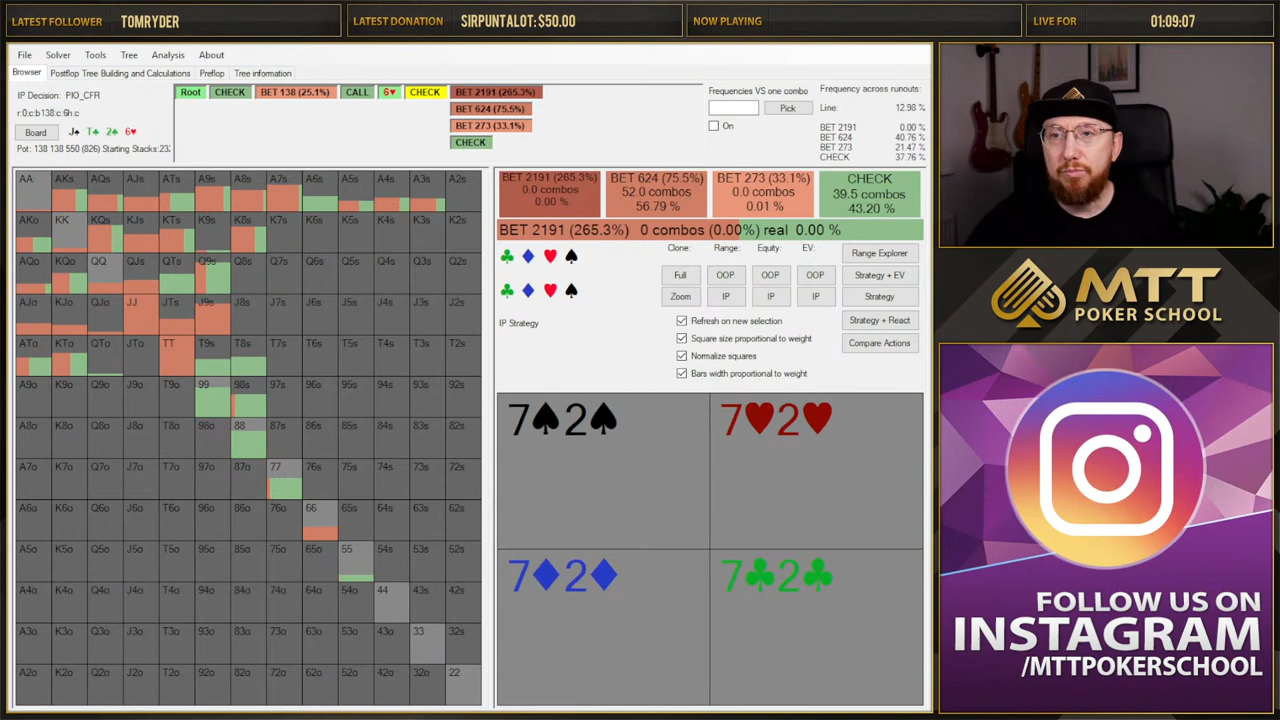 LATEST FOLLOWER TOMRYDER
LATEST DONATION SIRPUNTALOT: $50.00
NOW PLAYING
LIVE FOR 01:09:07
File Solver Tools Tree Analysis About
Browser Postflop Tree Building and Calculations Preflop Tree information
IP Decision: PIO_CFR
r:0:c:b138:c:6h:c
Board J♠ T♣ 2♣ 6♥
Pot: 138 138 550 (826) Starting Stacks:23
Root CHECK BET 138 (25.1%) CALL 6♥ CHECK BET 2191 (265.3%)
BET 624 (75.5%)
BET 273 (33.1%)
CHECK
Frequencies VS one combo
Pick
On
Frequency across runouts:
Line: 12.98 %
BET 2191 0.00 %
BET 624 40.76 %
BET 273 21.47 %
CHECK 37.76 %
AA AKs AQs AJs ATs A9s A8s A7s A6s A5s A4s A3s A2s
AKo KK KQs KJs KTs K9s K8s K7s K6s K5s K4s K3s K2s
AQo KQo QQ QJs QTs Q9s Q8s Q7s Q6s Q5s Q4s Q3s Q2s
AJo KJo QJo JJ JTs J9s J8s J7s J6s J5s J4s J3s J2s
ATo KTo QTo JTo TT T9s T8s T7s T6s T5s T4s T3s T2s
A9o K9o Q9o J9o T9o 99 98s 97s 96s 95s 94s 93s 92s
A8o K8o Q8o J8o T8o 98o 88 87s 86s 85s 84s 83s 82s
A7o K7o Q7o J7o T7o 97o 87o 77 76s 75s 74s 73s 72s
A6o K6o Q6o J6o T6o 96o 86o 76o 66 65s 64s 63s 62s
A5o K5o Q5o J5o T5o 95o 85o 75o 65o 55 54s 53s 52s
A4o K4o Q4o J4o T4o 94o 84o 74o 64o 54o 44 43s 42s
A3o K3o Q3o J3o T3o 93o 83o 73o 63o 53o 43o 33 32s
A2o K2o Q2o J2o T2o 92o 82o 72o 62o 52o 42o 32o 22
BET 2191 (265.3%)
0.0 combos
0.00 %
BET 624 (75.5%)
52.0 combos
56.79 %
BET 273 (33.1%)
0.0 combos
0.01 %
CHECK
39.5 combos
43.20 %
BET 2191 (265.3%) 0 combos (0.00%) real 0.00 %
♣ ♦ ♥ ♠
♣ ♦ ♥ ♠
IP Strategy
Clone: Range: Equity: EV:
Full OOP OOP OOP
Zoom IP IP IP
Range Explorer
Strategy + EV
Strategy
Strategy + React
Compare Actions
Refresh on new selection
Square size proportional to weight
Normalize squares
Bars width proportional to weight
7♠2♠ 7♥2♥
7♦2♦ 7♣2♣
MTT
POKER SCHOOL
FOLLOW US ON
INSTAGRAM
/MTTPOKERSCHOOL